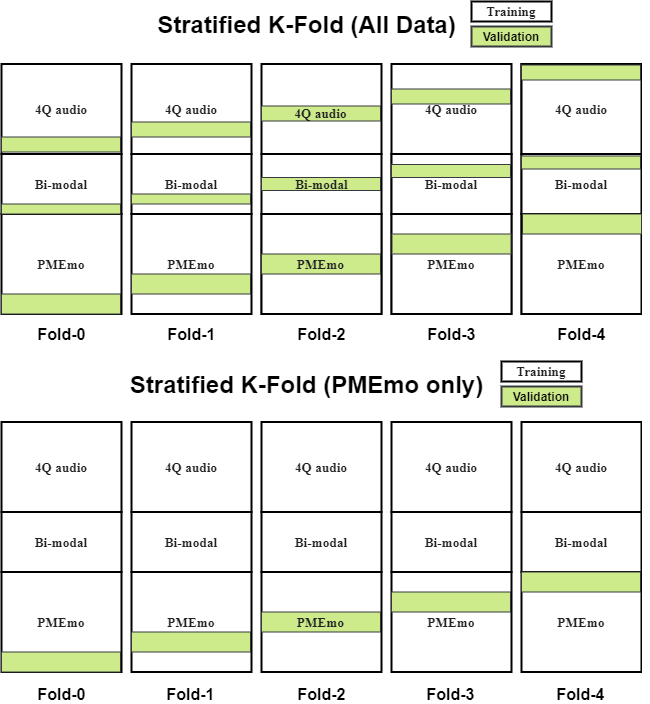 Stratified K-Fold (All Data)
Training
Validation
4Q audio 4Q audio 4Q audio 4Q audio 4Q audio
Bi-modal Bi-modal Bi-modal Bi-modal Bi-modal
PMEmo PMEmo PMEmo PMEmo PMEmo
Fold-0 Fold-1 Fold-2 Fold-3 Fold-4
Stratified K-Fold (PMEmo only)
Training
Validation
4Q audio 4Q audio 4Q audio 4Q audio 4Q audio
Bi-modal Bi-modal Bi-modal Bi-modal Bi-modal
PMEmo PMEmo PMEmo PMEmo PMEmo
Fold-0 Fold-1 Fold-2 Fold-3 Fold-4